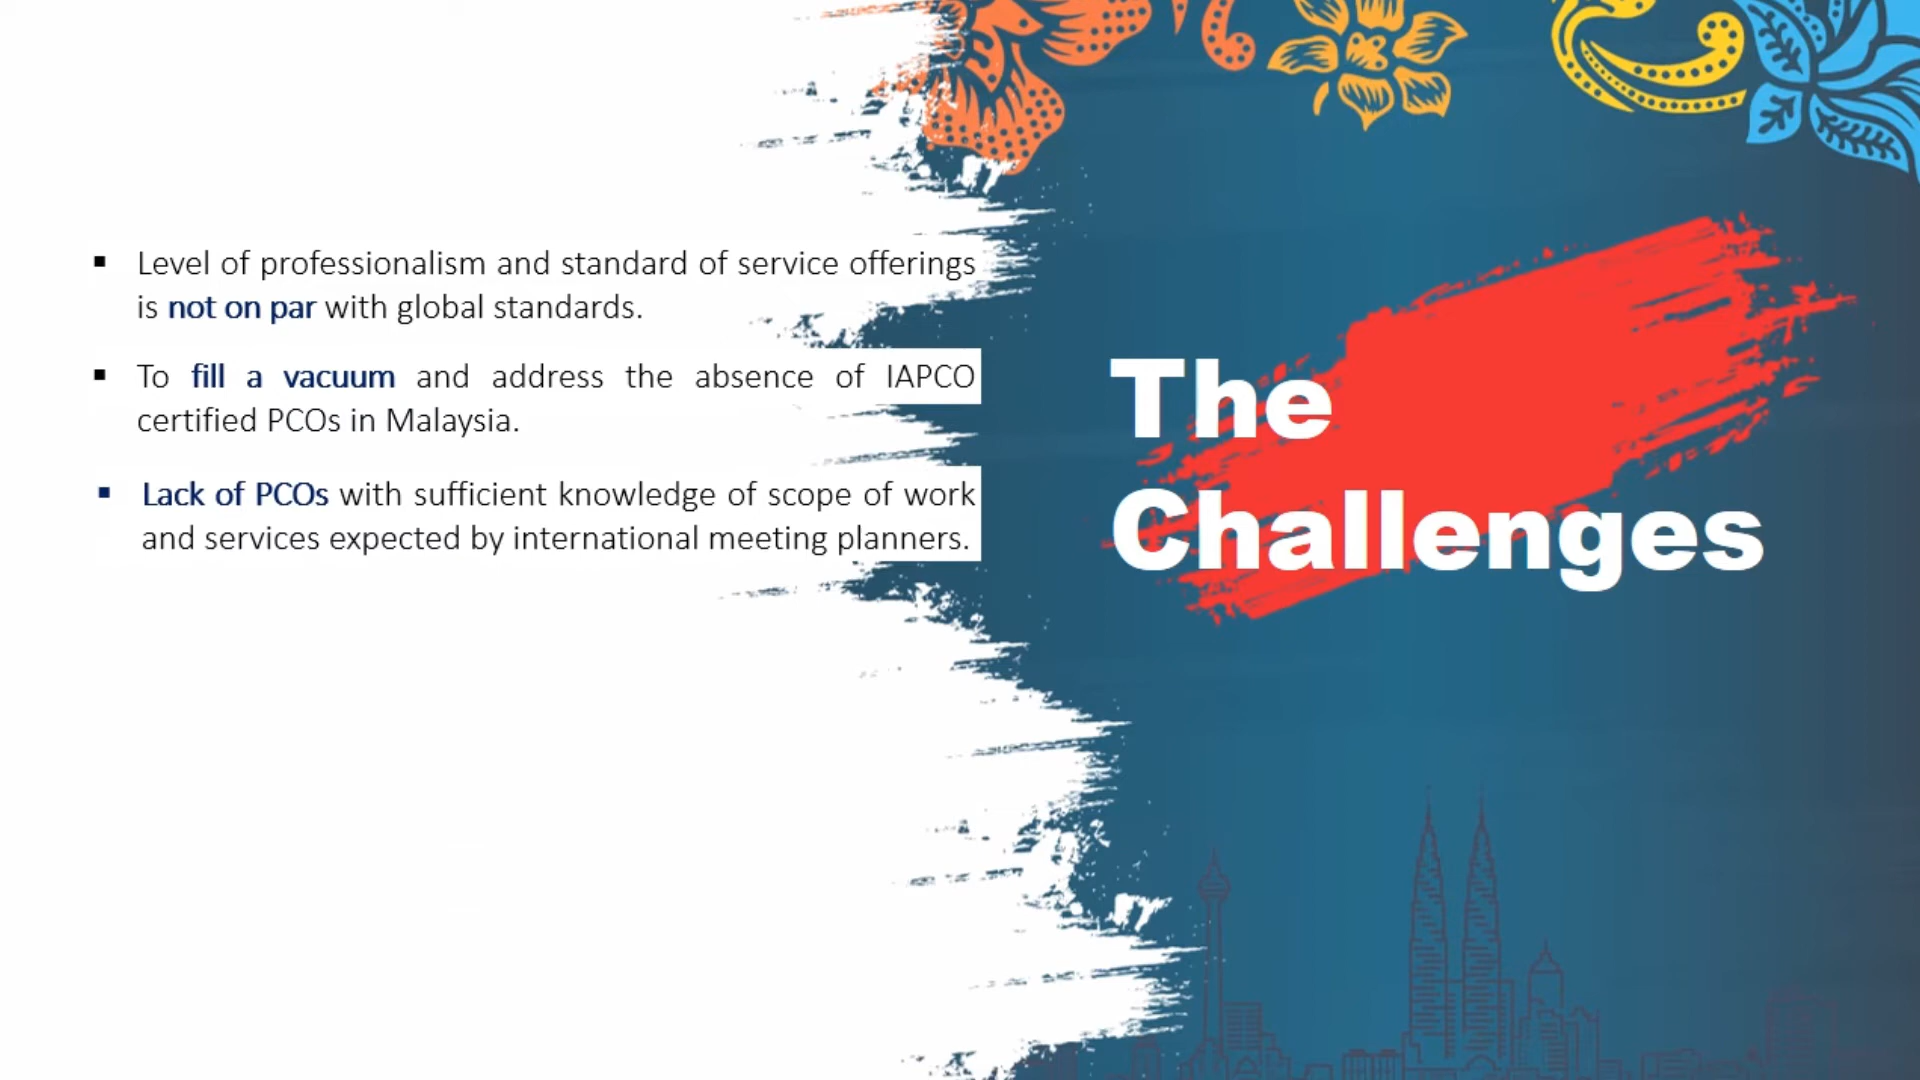 ▪ Level of professionalism and standard of service offerings
is not on par with global standards.
▪ To fill a vacuum and address the absence of IAPCO
certified PCOs in Malaysia.
▪ Lack of PCOs with sufficient knowledge of scope of work
and services expected by international meeting planners.
The
Challenges